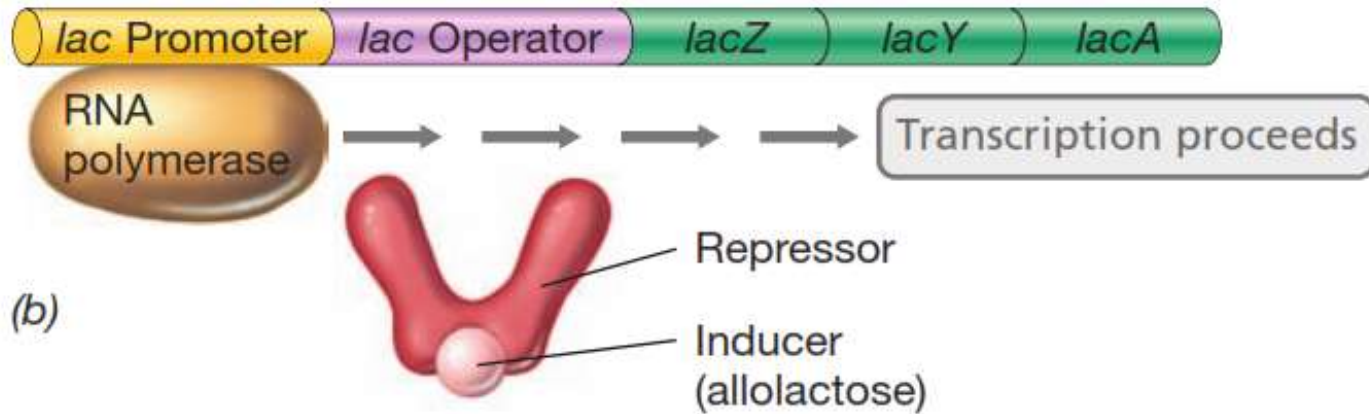 lac Promoter lac Operator lacZ lacY lacA
RNA
polymerase
Transcription proceeds
Repressor
(b)
Inducer
(allolactose)